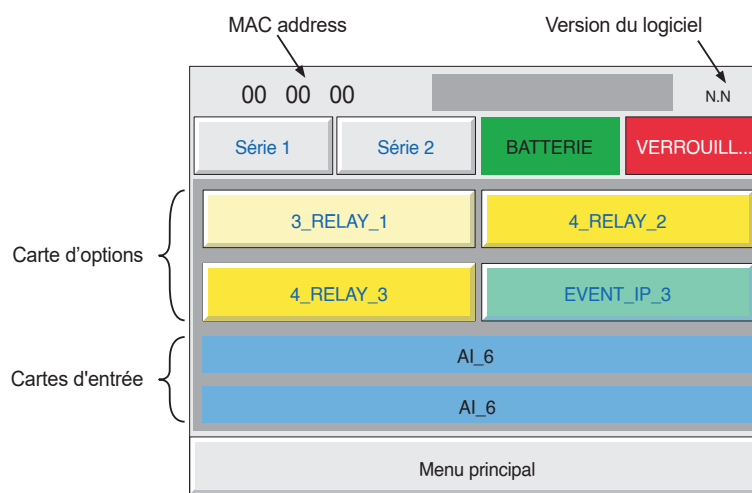 MAC address
Version du logiciel
00 00 00
N.N
Série 1
Série 2
BATTERIE
VERROUILL...
Carte d’options
3_RELAY_1
4_RELAY_2
4_RELAY_3
EVENT_IP_3
Cartes d'entrée
AI_6
AI_6
Menu principal